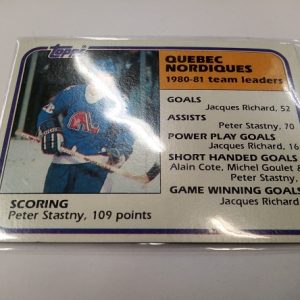 topps
QUEBEC
NORDIQUES
1980-81 team leaders
GOALS
Jacques Richard, 52
ASSISTS
Peter Stastny, 70
POWER PLAY GOALS
Jacques Richard, 16
SHORT HANDED GOALS
Alain Cote, Michel Goulet &
Peter Stastny,
GAME WINNING GOALS
Jacques Richard,
SCORING
Peter Stastny, 109 points